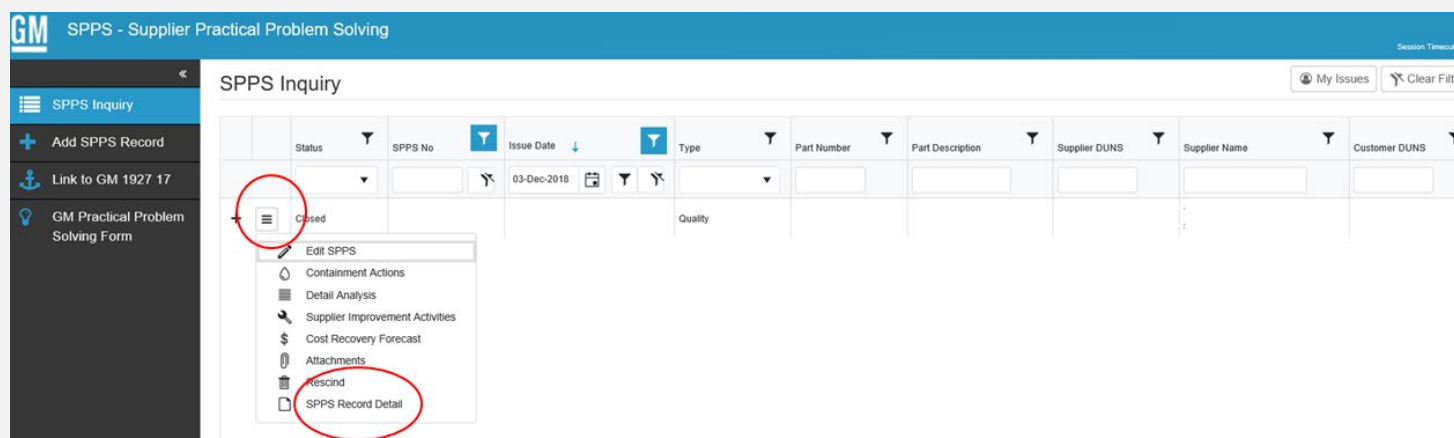 GM SPPS - Supplier Practical Problem Solving
Session Timeout
«
SPPS Inquiry
Add SPPS Record
Link to GM 1927 17
GM Practical Problem
Solving Form
SPPS Inquiry
My Issues
Clear Filt
Status
SPPS No
Issue Date
Type
Part Number
Part Description
Supplier DUNS
Supplier Name
Customer DUNS
03-Dec-2018
Closed
Quality
Edit SPPS
Containment Actions
Detail Analysis
Supplier Improvement Activities
$ Cost Recovery Forecast
Attachments
Rescind
SPPS Record Detail